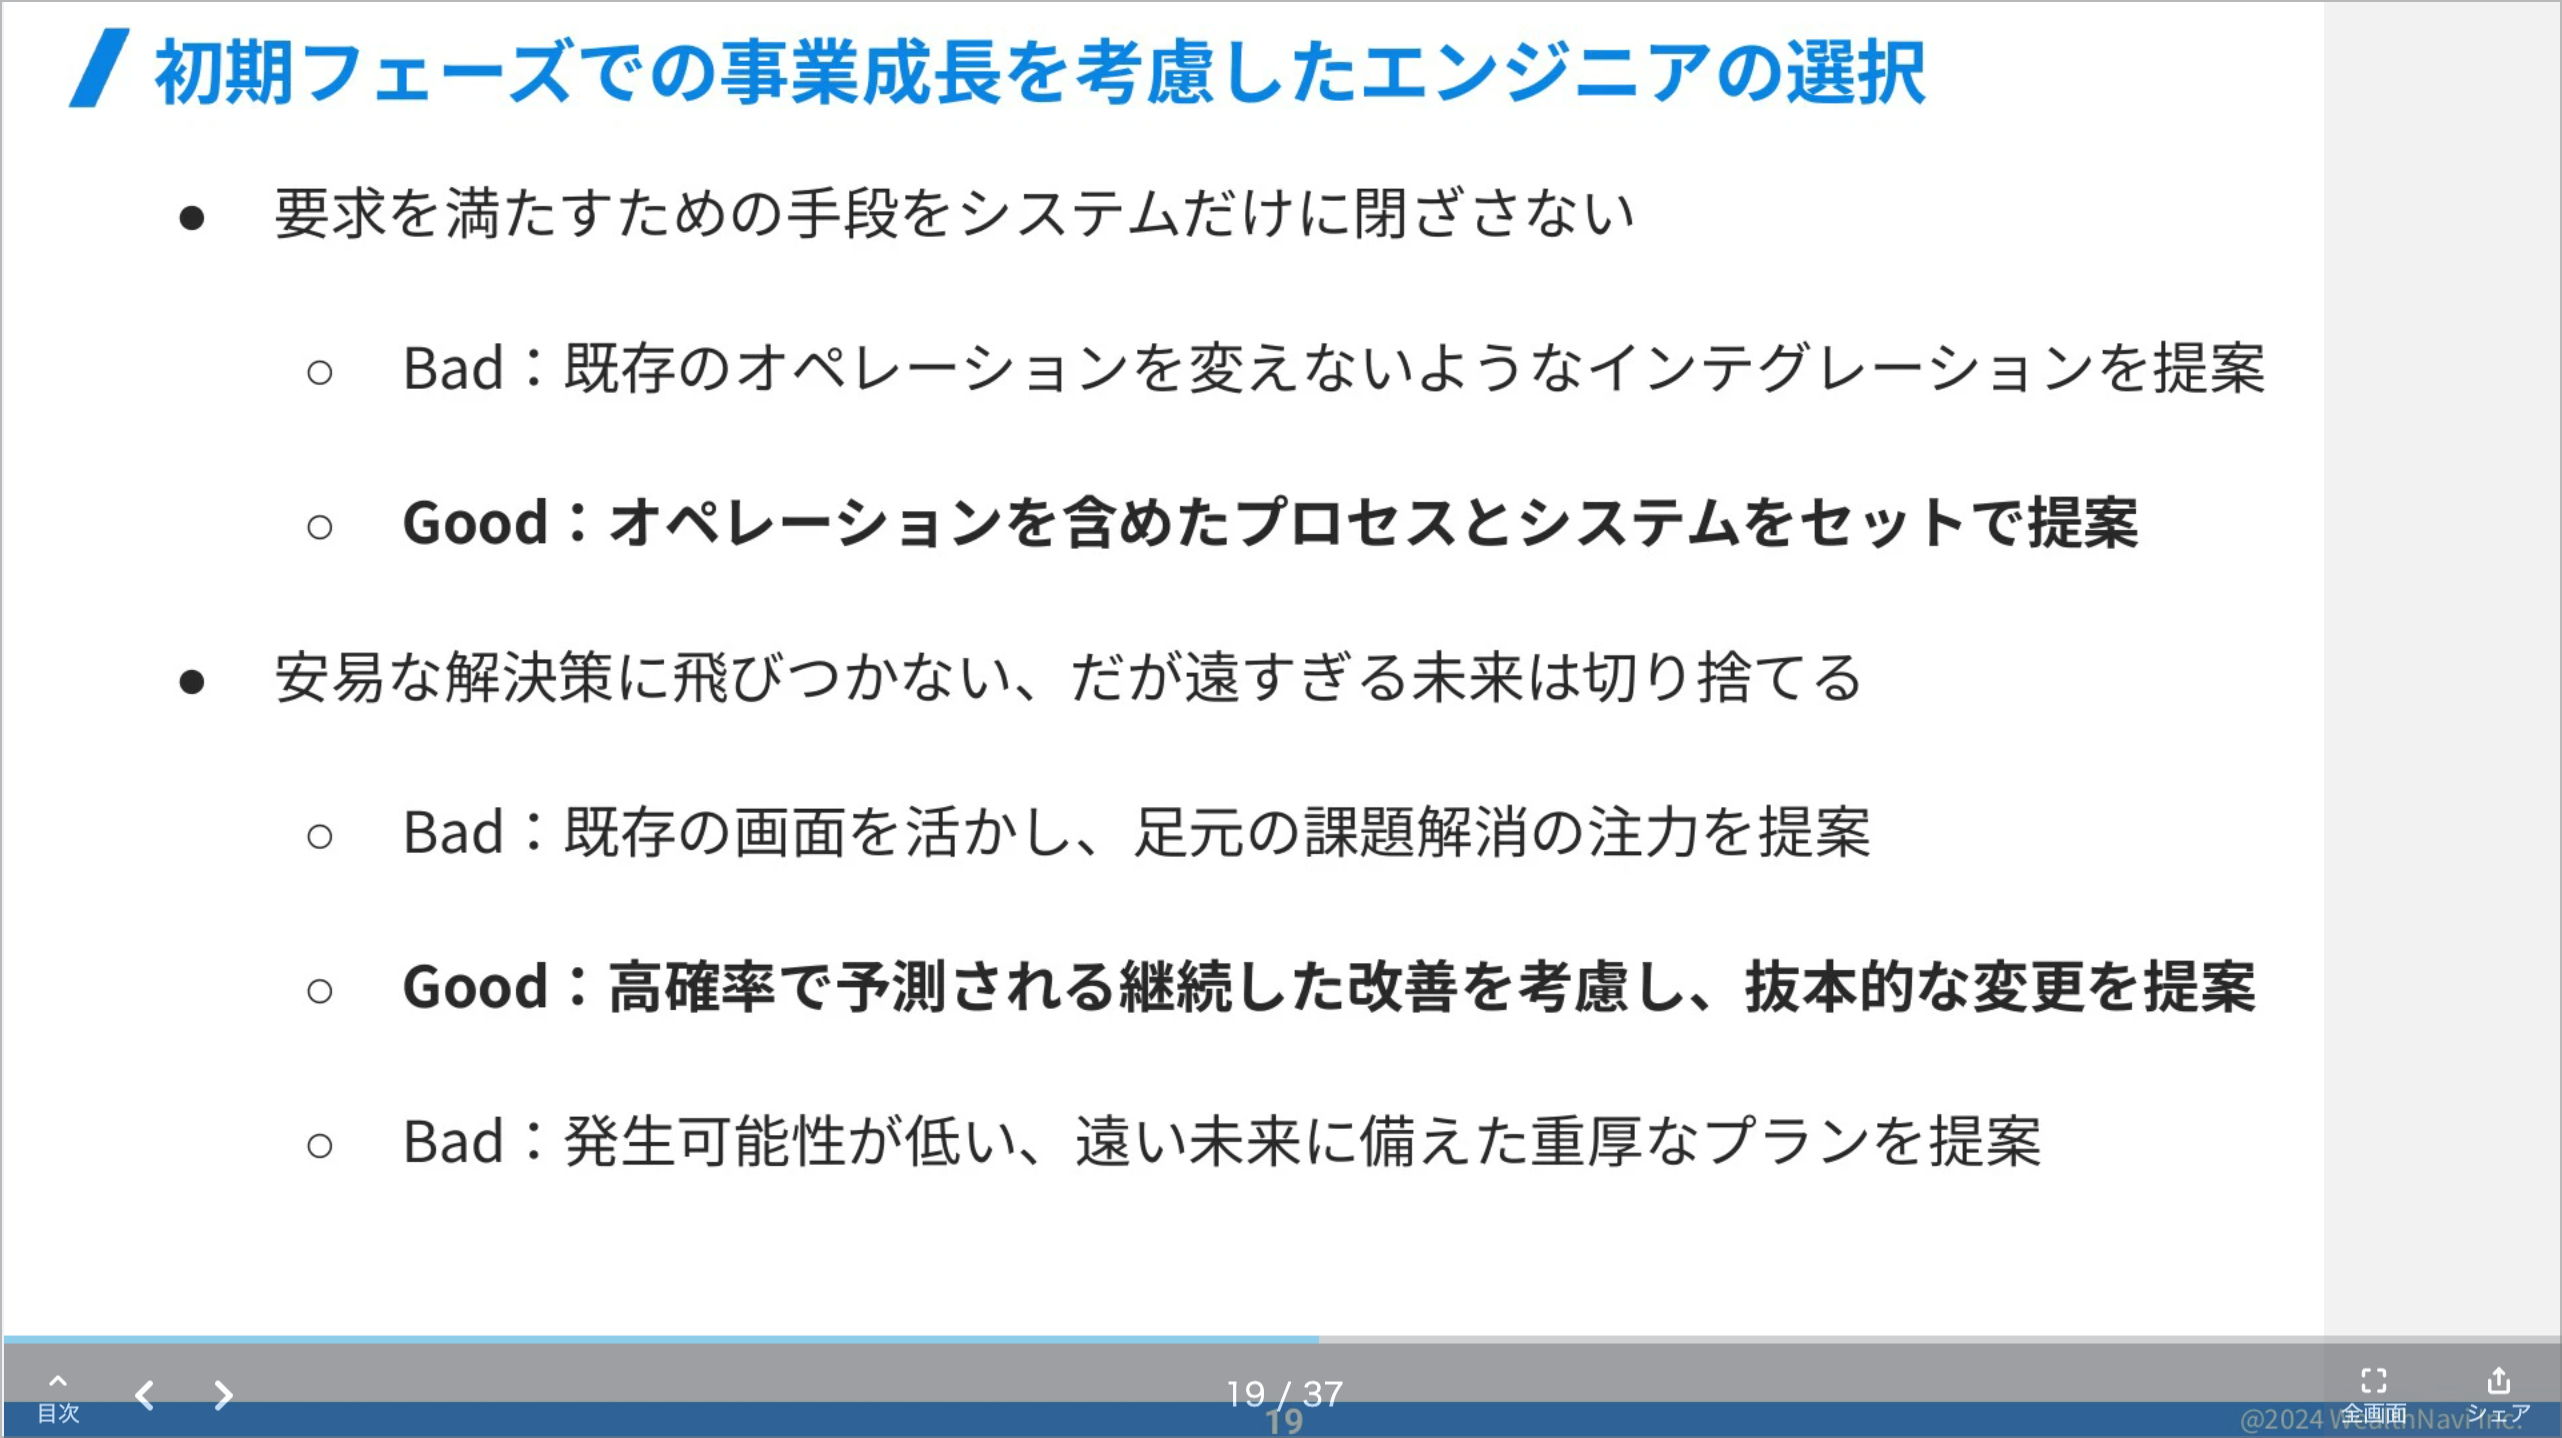 初期フェーズでの事業成長を考慮したエンジニアの選択
● 要求を満たすための手段をシステムだけに閉ざさない
○ Bad：既存のオペレーションを変えないようなインテグレーションを提案
○ Good：オペレーションを含めたプロセスとシステムをセットで提案
● 安易な解決策に飛びつかない、だが遠すぎる未来は切り捨てる
○ Bad：既存の画面を活かし、足元の課題解消の注力を提案
○ Good：高確率で予測される継続した改善を考慮し、抜本的な変更を提案
○ Bad：発生可能性が低い、遠い未来に備えた重厚なプランを提案
目次
19 / 37
19
全画面
シェア
@2024 WealthNavi Inc.